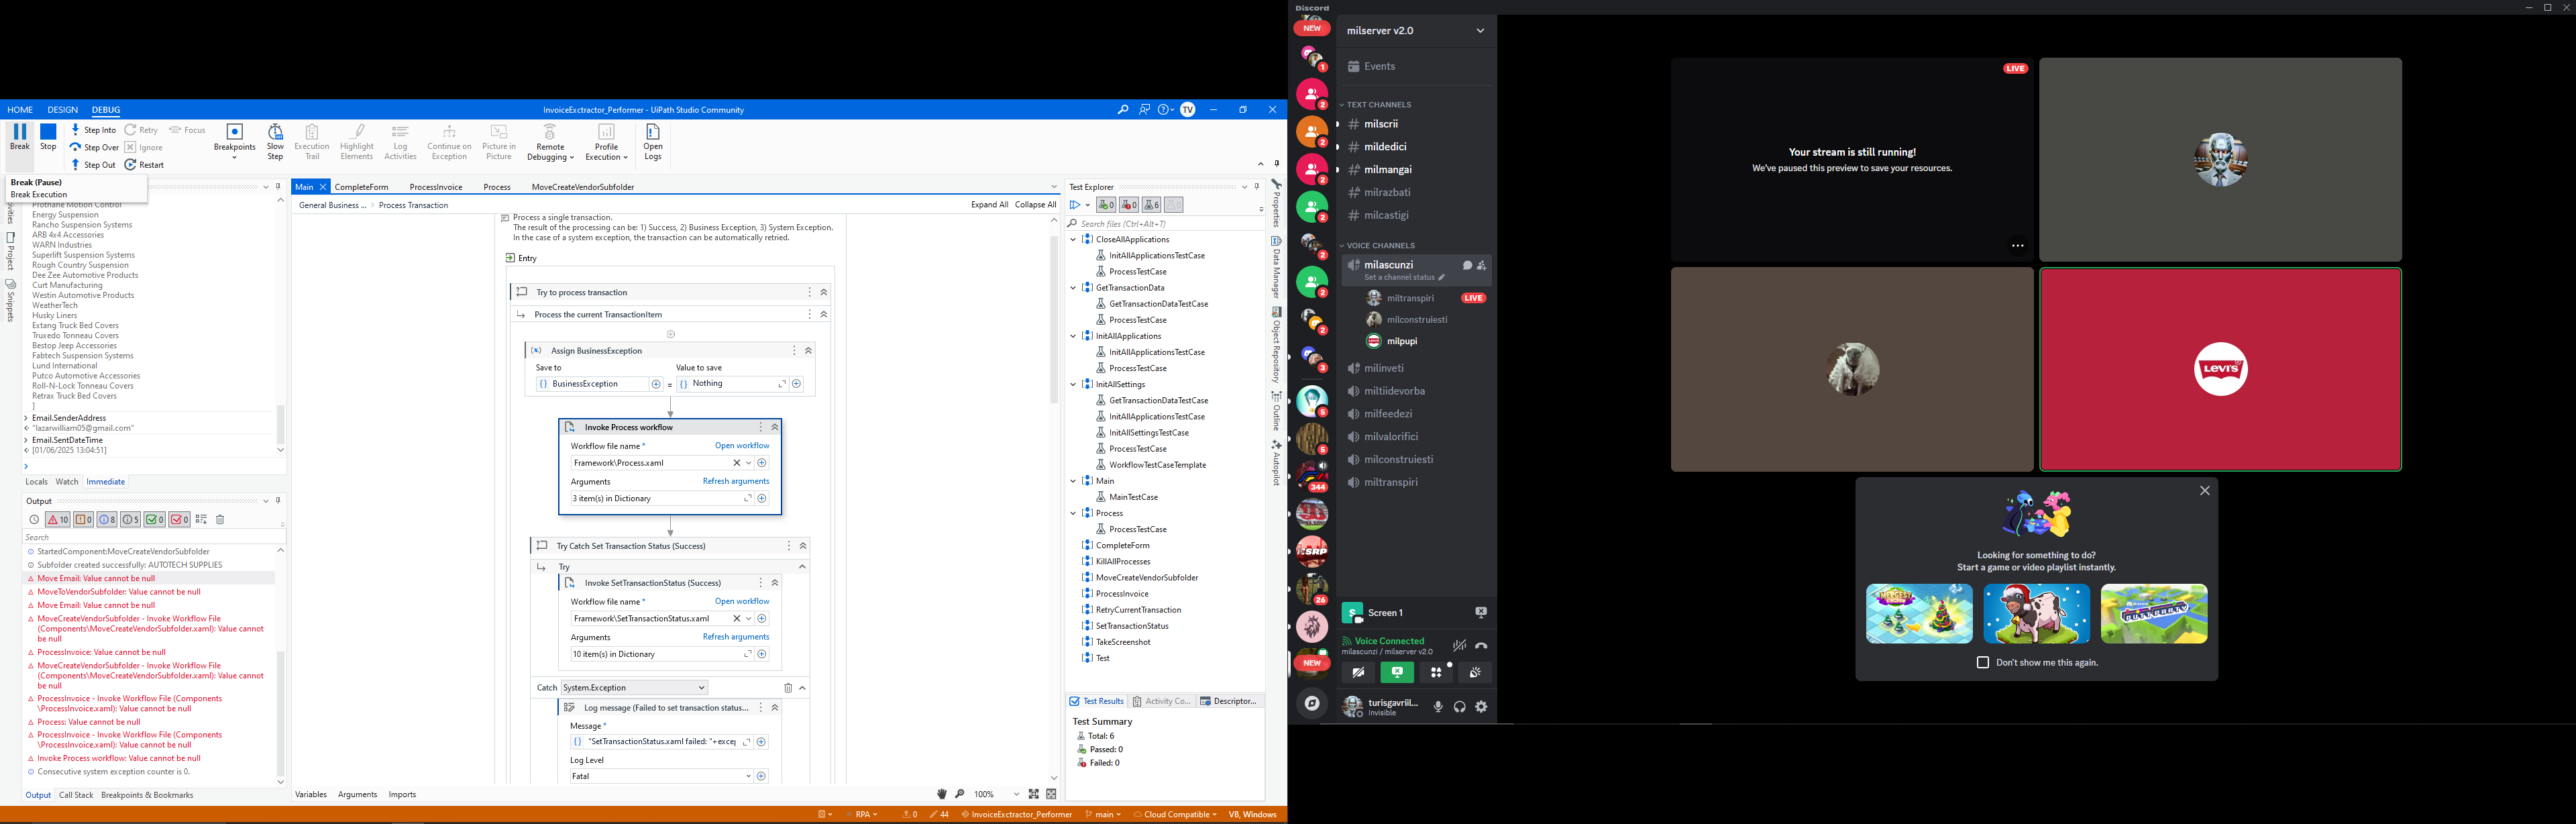 HOME DESIGN DEBUG
InvoiceExctractor_Performer - UiPath Studio Community
TV
Break
Stop
Step Into
Step Over
Step Out
Retry
Ignore
Restart
Focus
Breakpoints
Slow Step
Execution Trail
Highlight Elements
Log Activities
Continue on Exception
Picture in Picture
Remote Debugging
Profile Execution
Open Logs
Break (Pause)
Break Execution
Project
Snippets
Energy Suspension
Rancho Suspension Systems
ARB 4x4 Accessories
WARN Industries
Superlift Suspension Systems
Rough Country Suspension
Dee Zee Automotive Products
Curt Manufacturing
Westin Automotive Products
WeatherTech
Husky Liners
Extang Truck Bed Covers
Tuxedo Tonneau Covers
Bestop Jeep Accessories
Fabtech Suspension Systems
Lund International
Putco Automotive Accessories
Roll-N-Lock Tonneau Covers
Retrax Truck Bed Covers
]
Email.SenderAddress
"lazarwilliam05@gmail.com"
Email.SentDateTime
[01/06/2025 13:04:51]
Locals Watch Immediate
Output
10 0 8 5 0 0
Search
StartedComponent:MoveCreateVendorSubfolder
Subfolder created successfully: AUTOTECH SUPPLIES
Move Email: Value cannot be null
MoveToVendorSubfolder: Value cannot be null
Move Email: Value cannot be null
MoveCreateVendorSubfolder - Invoke Workflow File
(Components\MoveCreateVendorSubfolder.xaml): Value cannot
be null
ProcessInvoice: Value cannot be null
MoveCreateVendorSubfolder - Invoke Workflow File
(Components\MoveCreateVendorSubfolder.xaml): Value cannot
be null
ProcessInvoice - Invoke Workflow File (Components
\ProcessInvoice.xaml): Value cannot be null
Process: Value cannot be null
ProcessInvoice - Invoke Workflow File (Components
\ProcessInvoice.xaml): Value cannot be null
Invoke Process workflow: Value cannot be null
Consecutive system exception counter is 0.
Output Call Stack Breakpoints & Bookmarks
Main CompleteForm ProcessInvoice Process MoveCreateVendorSubfolder
General Business ... > Process Transaction
Expand All Collapse All
Process a single transaction.
The result of the processing can be: 1) Success, 2) Business Exception, 3) System Exception.
In the case of a system exception, the transaction can be automatically retried.
Entry
Try to process transaction
Process the current TransactionItem
Assign BusinessException
Save to Value to save
BusinessException = Nothing
Invoke Process workflow
Workflow file name * Open workflow
Framework\Process.xaml
Arguments Refresh arguments
3 item(s) in Dictionary
Try Catch Set Transaction Status (Success)
Try
Invoke SetTransactionStatus (Success)
Workflow file name * Open workflow
Framework\SetTransactionStatus.xaml
Arguments Refresh arguments
10 item(s) in Dictionary
Catch System.Exception
Log message (Failed to set transaction status...
Message *
"SetTransactionStatus.xaml failed: "+excep
Log Level
Fatal
Variables Arguments Imports
100%
Test Explorer
0 0 6
Search files (Ctrl+Alt+T)
CloseAllApplications
InitAllApplicationsTestCase
ProcessTestCase
GetTransactionData
GetTransactionDataTestCase
ProcessTestCase
InitAllApplications
InitAllApplicationsTestCase
ProcessTestCase
InitAllSettings
GetTransactionDataTestCase
InitAllApplicationsTestCase
InitAllSettingsTestCase
ProcessTestCase
WorkflowTestCaseTemplate
Main
MainTestCase
Process
ProcessTestCase
CompleteForm
KillAllProcesses
MoveCreateVendorSubfolder
ProcessInvoice
RetryCurrentTransaction
SetTransactionStatus
TakeScreenshot
Test
Test Results Activity Co... Descriptor...
Test Summary
Total: 6
Passed: 0
Failed: 0
Properties
Data Manager
Object Repository
Outline
Autopilot
RPA 0 44 InvoiceExctractor_Performer main Cloud Compatible VB, Windows
Discord
NEW
1
2
2
2
2
2
2
2
3
5
5
344
SRP
26
NEW
milserver v2.0
Events
TEXT CHANNELS
milscrii
mildedici
milmangai
milrazbati
milcastigi
VOICE CHANNELS
milascunzi
Set a channel status
miltranspiri LIVE
milconstruiesti
milpupi
milinveti
miltiidevorba
milfeedezi
milvalorifici
milconstruiesti
miltranspiri
S Screen 1
Voice Connected
milascunzi / milserver v2.0
turisgavriil...
Invisible
LIVE
Your stream is still running!
We've paused this preview to save your resources.
LEVI'S
Looking for something to do?
Start a game or video playlist instantly.
Don't show me this again.